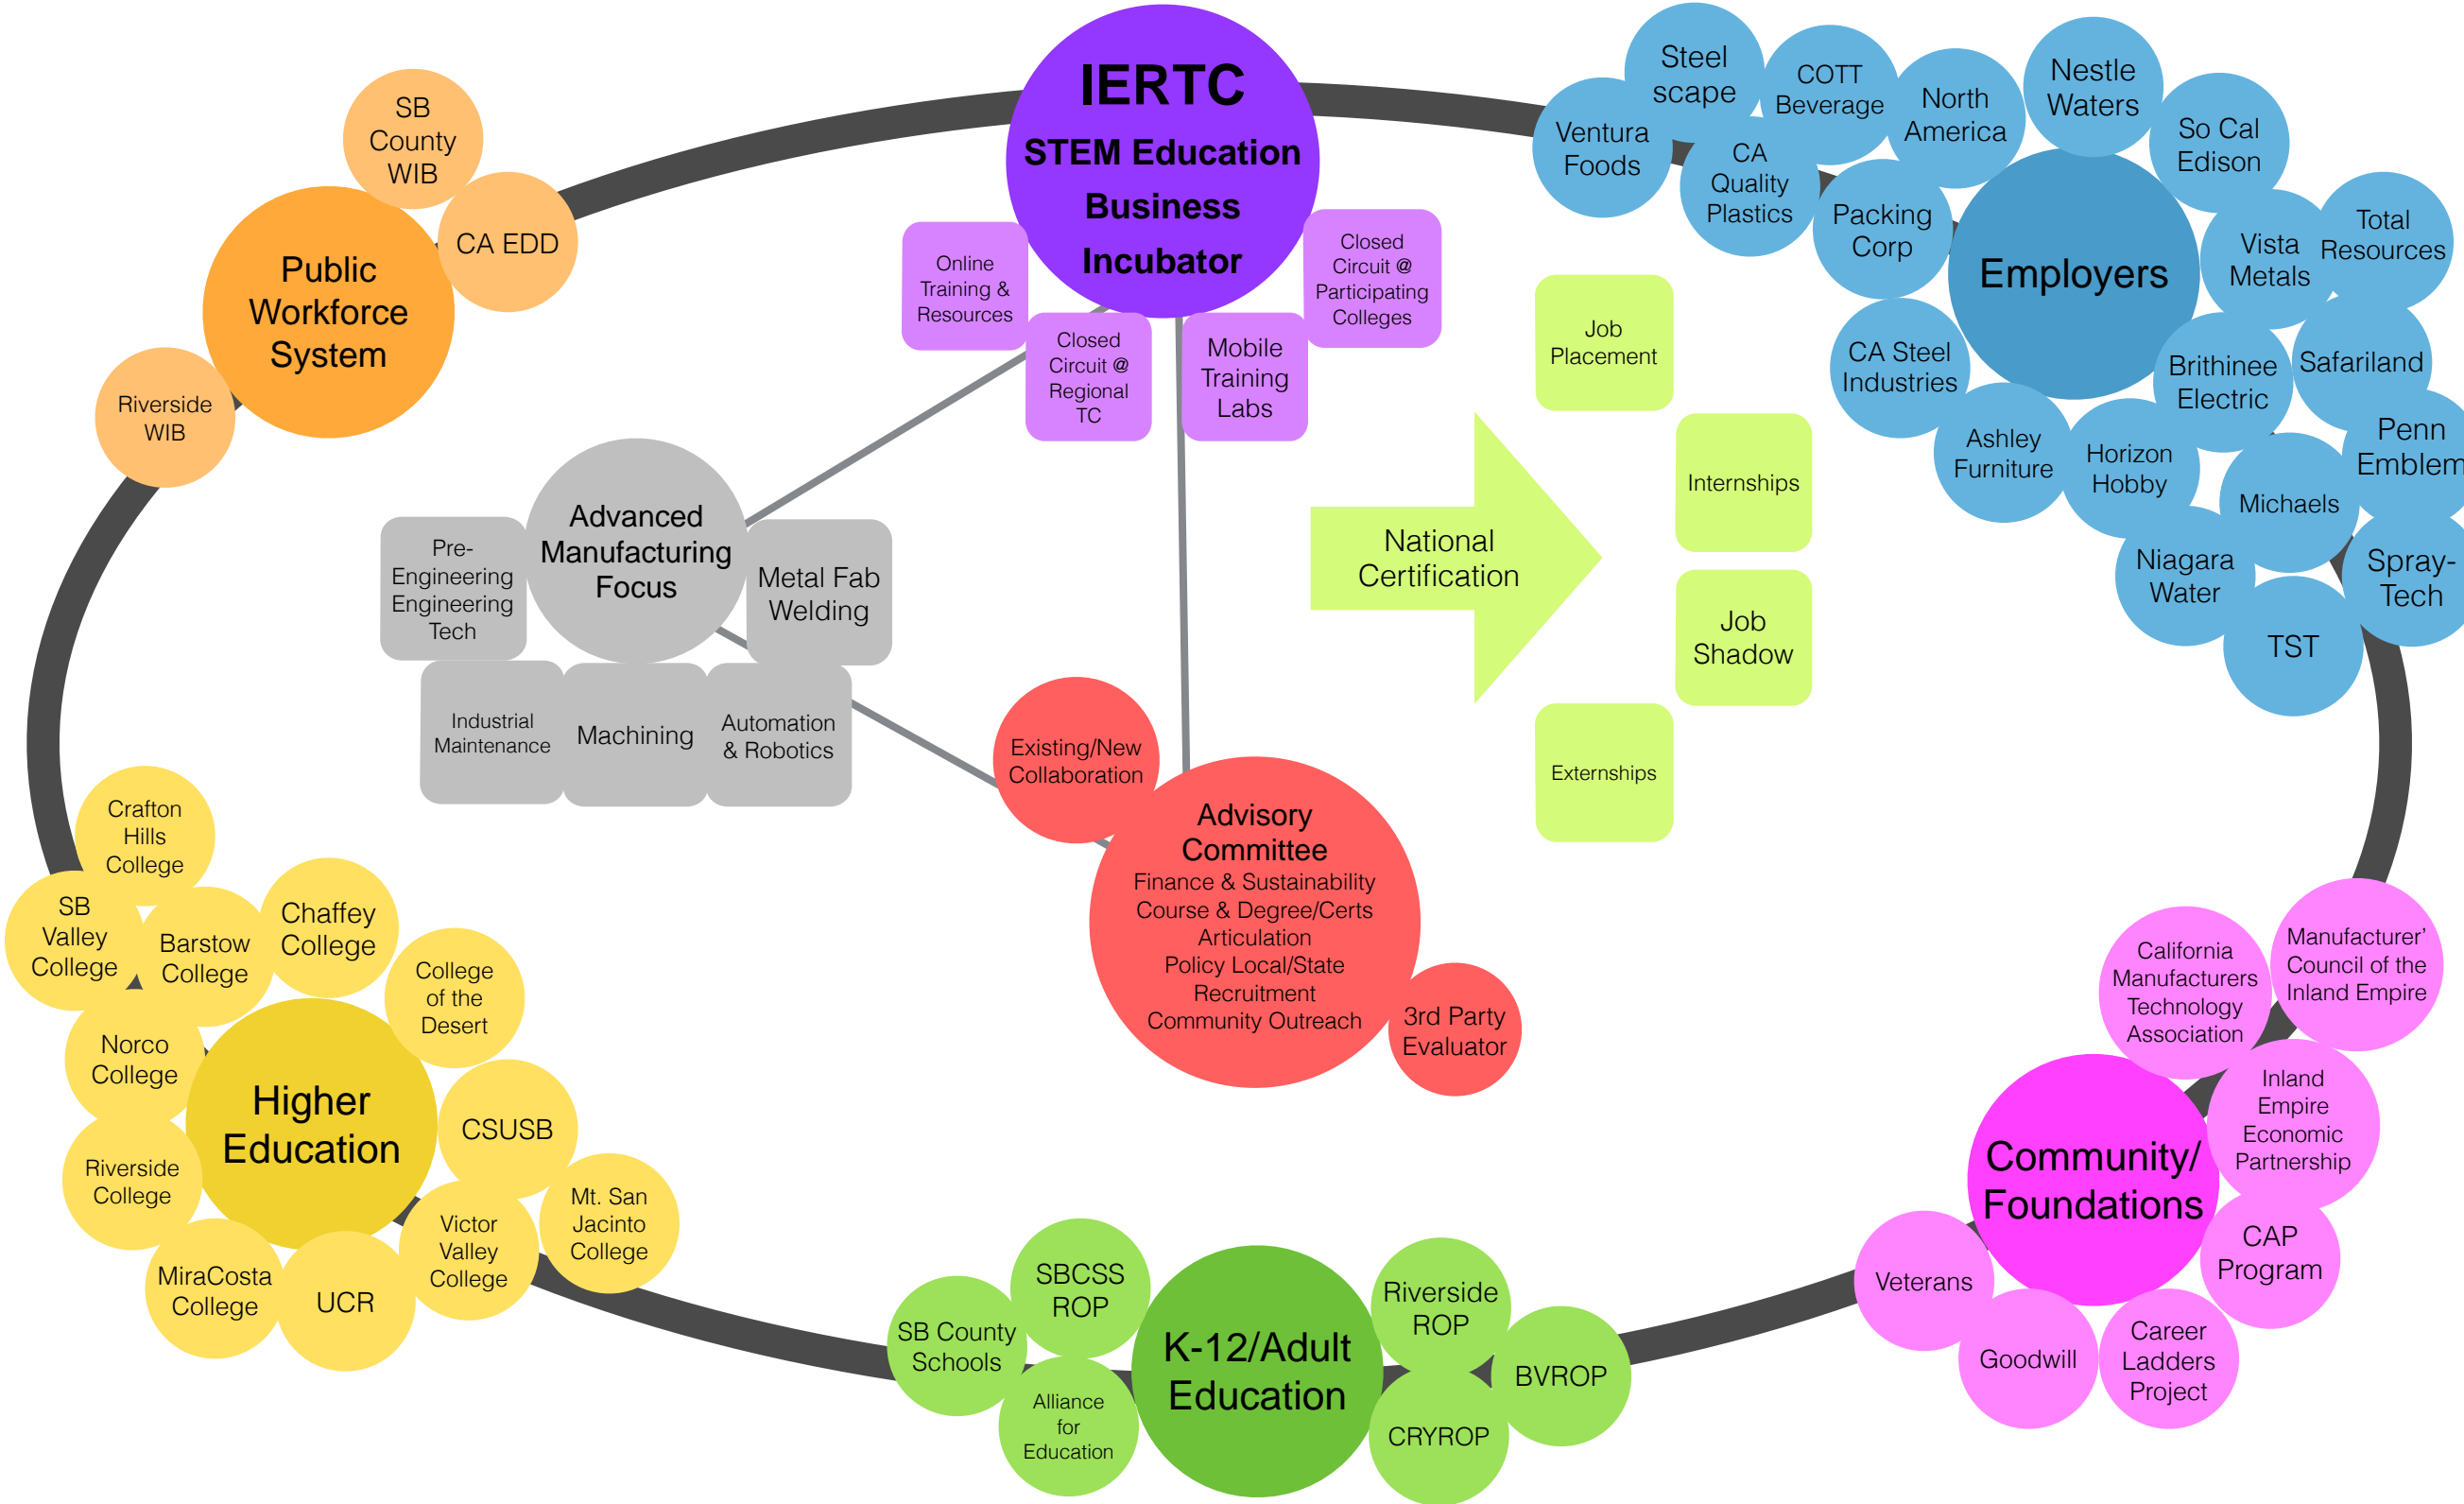 IERTC
STEM Education
Business
Incubator
Online
Training &
Resources
Closed
Circuit @
Regional
TC
Mobile
Training
Labs
Closed
Circuit @
Participating
Colleges
SB
County
WIB
CA EDD
Public
Workforce
System
Riverside
WIB
Steel
scape
COTT
Beverage
North
America
Nestle
Waters
So Cal
Edison
Ventura
Foods
CA
Quality
Plastics
Packing
Corp
Employers
Vista
Metals
Total
Resources
CA Steel
Industries
Brithinee
Electric
Safariland
Ashley
Furniture
Horizon
Hobby
Michaels
Penn
Emblem
Niagara
Water
Spray-
Tech
TST
Job
Placement
Internships
National
Certification
Job
Shadow
Externships
Advanced
Manufacturing
Focus
Pre-
Engineering
Engineering
Tech
Metal Fab
Welding
Industrial
Maintenance
Machining
Automation
& Robotics
Existing/New
Collaboration
Advisory
Committee
Finance & Sustainability
Course & Degree/Certs
Articulation
Policy Local/State
Recruitment
Community Outreach
3rd Party
Evaluator
Crafton
Hills
College
SB
Valley
College
Barstow
College
Chaffey
College
College
of the
Desert
Norco
College
Higher
Education
CSUSB
Riverside
College
MiraCosta
College
UCR
Victor
Valley
College
Mt. San
Jacinto
College
SB County
Schools
SBCSS
ROP
Alliance
for
Education
K-12/Adult
Education
Riverside
ROP
CRYROP
BVROP
California
Manufacturers
Technology
Association
Manufacturer'
Council of the
Inland Empire
Inland
Empire
Economic
Partnership
Community/
Foundations
CAP
Program
Veterans
Goodwill
Career
Ladders
Project